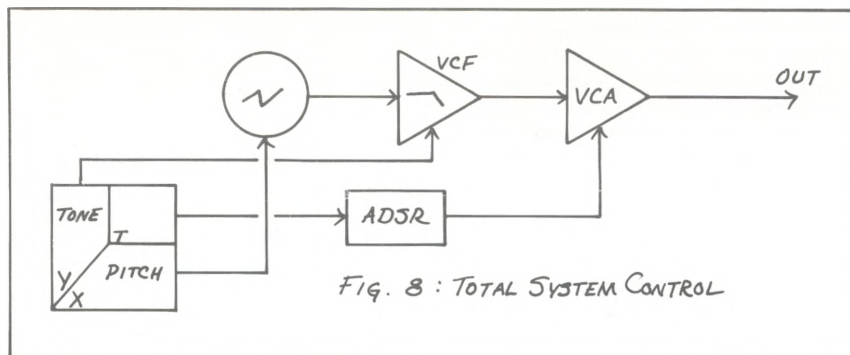 VCF
OUT
VCA
TONE
T
ADSR
Y
PITCH
X
FIG. 8 : TOTAL SYSTEM CONTROL